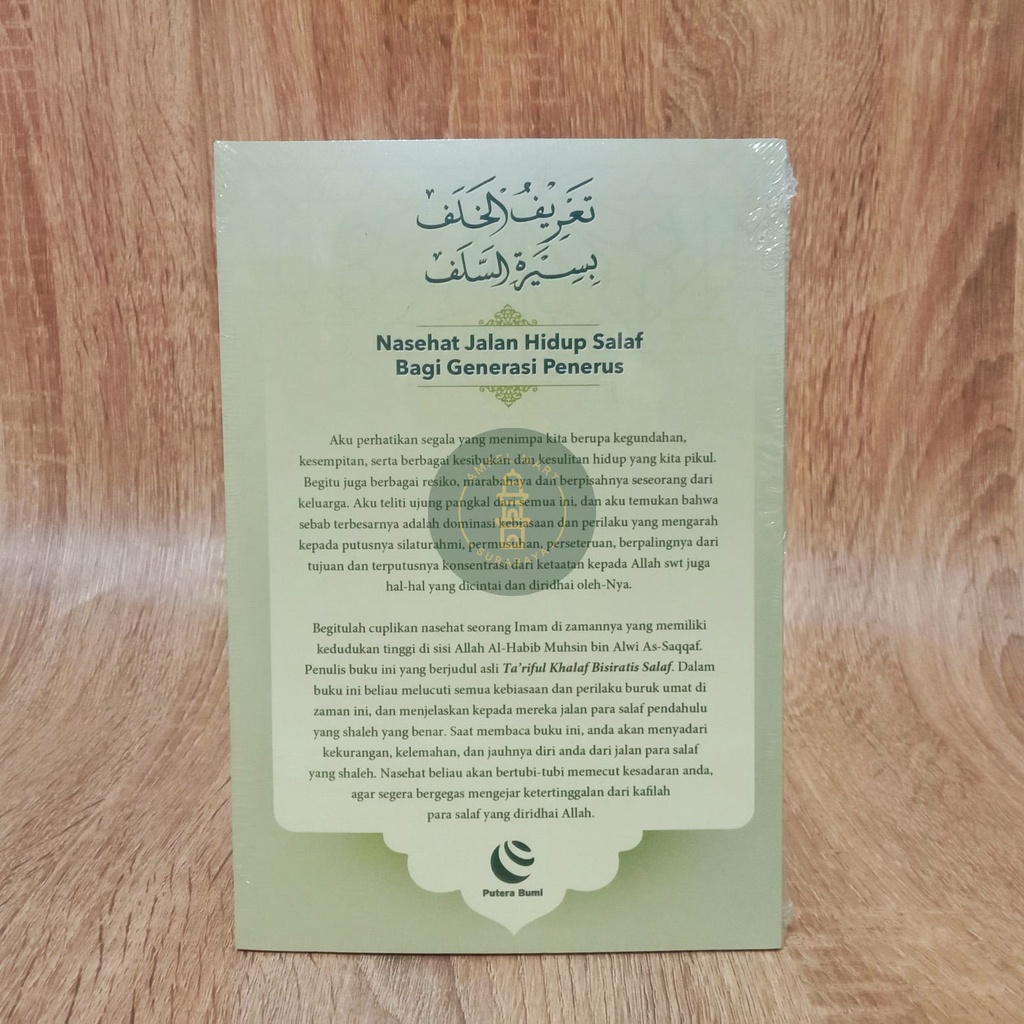 تَعْرِيْفُ الْخَلَفِ
بِسِيْرَةِ السَّلَفِ
Nasehat Jalan Hidup Salaf
Bagi Generasi Penerus
Aku perhatikan segala yang menimpa kita berupa kegundahan,
kesempitan, serta berbagai kesibukan dan kesulitan hidup yang kita pikul.
Begitu juga berbagai resiko, marabahaya dan berpisahnya seseorang dari
keluarga. Aku teliti ujung pangkal dari semua ini, dan aku temukan bahwa
sebab terbesarnya adalah dominasi kebiasaan dan perilaku yang mengarah
kepada putusnya silaturahmi, permusuhan, perseteruan, berpalingnya dari
tujuan dan terputusnya konsentrasi dari ketaatan kepada Allah swt juga
hal-hal yang dicintai dan diridhai oleh-Nya.
Begitulah cuplikan nasehat seorang Imam di zamannya yang memiliki
kedudukan tinggi di sisi Allah Al-Habib Muhsin bin Alwi As-Saqqaf.
Penulis buku ini yang berjudul asli Ta'riful Khalaf Bisiratis Salaf. Dalam
buku ini beliau melucuti semua kebiasaan dan perilaku buruk umat di
zaman ini, dan menjelaskan kepada mereka jalan para salaf pendahulu
yang shaleh yang benar. Saat membaca buku ini, anda akan menyadari
kekurangan, kelemahan, dan jauhnya diri anda dari jalan para salaf
yang shaleh. Nasehat beliau akan bertubi-tubi memecut kesadaran anda,
agar segera bergegas mengejar ketertinggalan dari kafilah
para salaf yang diridhai Allah.
Putera Bumi
SURABAYA